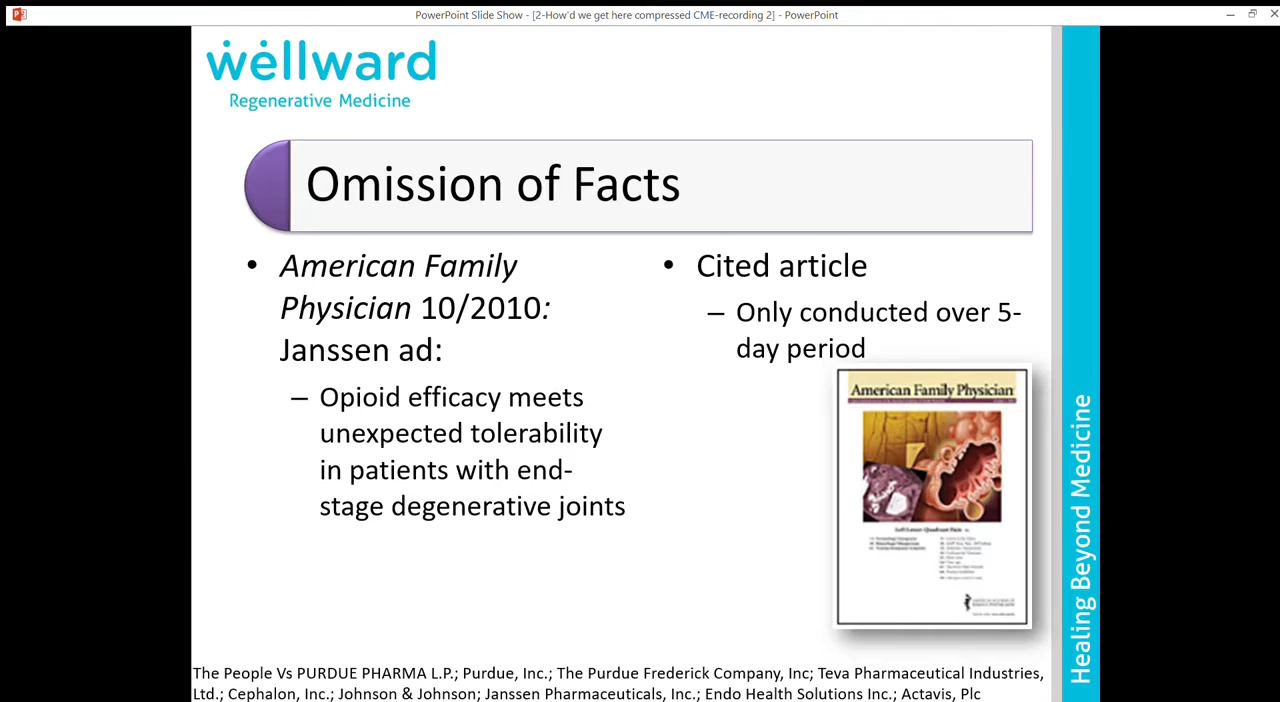 PowerPoint Slide Show - [2-How'd we get here compressed CME-recording 2] - PowerPoint
wellward
Regenerative Medicine
Omission of Facts
• American Family
Physician 10/2010:
Janssen ad:
– Opioid efficacy meets
unexpected tolerability
in patients with end-
stage degenerative joints
• Cited article
– Only conducted over 5-
day period
American Family Physician
Healing Beyond Medicine
The People Vs PURDUE PHARMA L.P.; Purdue, Inc.; The Purdue Frederick Company, Inc; Teva Pharmaceutical Industries,
Ltd.; Cephalon, Inc.; Johnson & Johnson; Janssen Pharmaceuticals, Inc.; Endo Health Solutions Inc.; Actavis, Plc